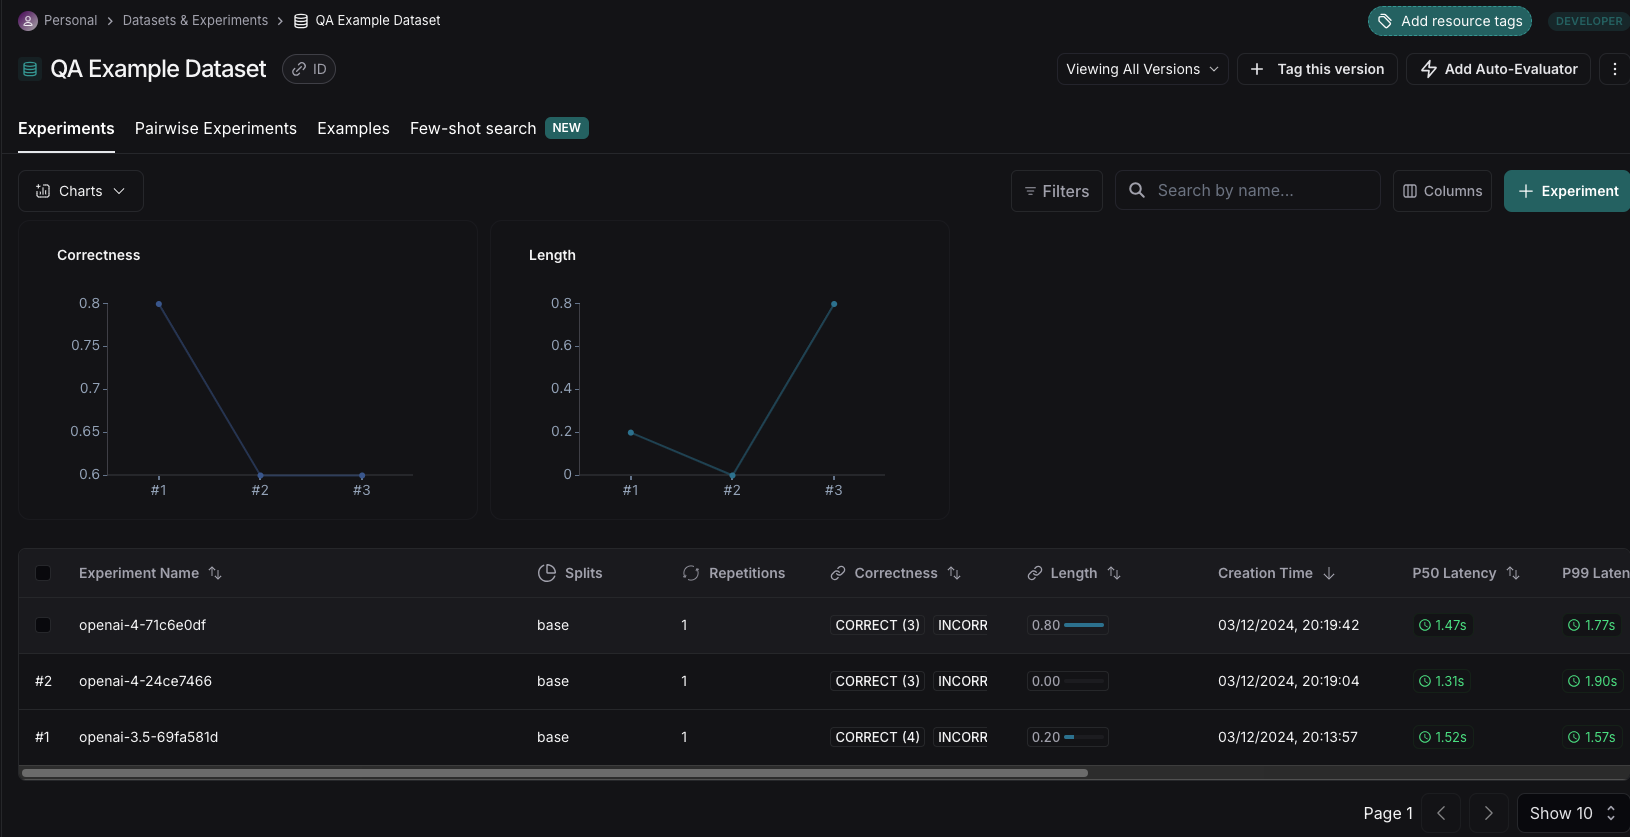 Personal > Datasets & Experiments > QA Example Dataset
Add resource tags
DEVELOPER
QA Example Dataset
ID
Viewing All Versions
Tag this version
Add Auto-Evaluator
Experiments
Pairwise Experiments
Examples
Few-shot search
NEW
Charts
Filters
Search by name...
Columns
Experiment
Correctness
0.8
0.75
0.7
0.65
0.6
#1 #2 #3
Length
0.8
0.6
0.4
0.2
0
#1 #2 #3
Experiment Name Splits Repetitions Correctness Length Creation Time P50 Latency P99 Laten
openai-4-71c6e0df base 1 CORRECT (3) INCORR 0.80 03/12/2024, 20:19:42 1.47s 1.77s
#2 openai-4-24ce7466 base 1 CORRECT (3) INCORR 0.00 03/12/2024, 20:19:04 1.31s 1.90s
#1 openai-3.5-69fa581d base 1 CORRECT (4) INCORR 0.20 03/12/2024, 20:13:57 1.52s 1.57s
Page 1
Show 10